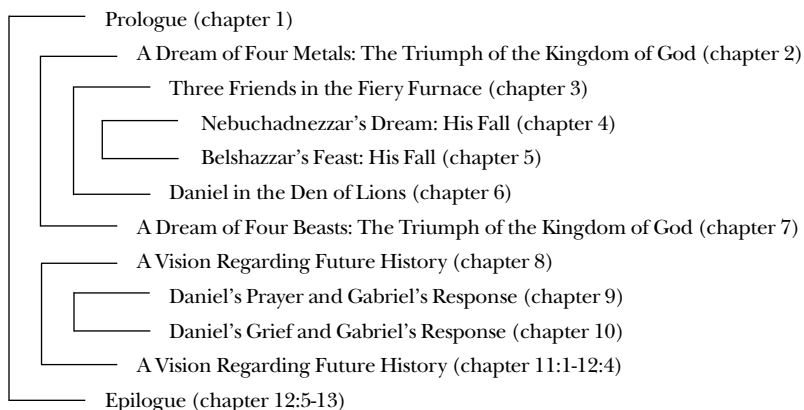 Prologue (chapter 1)
A Dream of Four Metals: The Triumph of the Kingdom of God (chapter 2)
Three Friends in the Fiery Furnace (chapter 3)
Nebuchadnezzar’s Dream: His Fall (chapter 4)
Belshazzar’s Feast: His Fall (chapter 5)
Daniel in the Den of Lions (chapter 6)
A Dream of Four Beasts: The Triumph of the Kingdom of God (chapter 7)
A Vision Regarding Future History (chapter 8)
Daniel’s Prayer and Gabriel’s Response (chapter 9)
Daniel’s Grief and Gabriel’s Response (chapter 10)
A Vision Regarding Future History (chapter 11:1-12:4)
Epilogue (chapter 12:5-13)